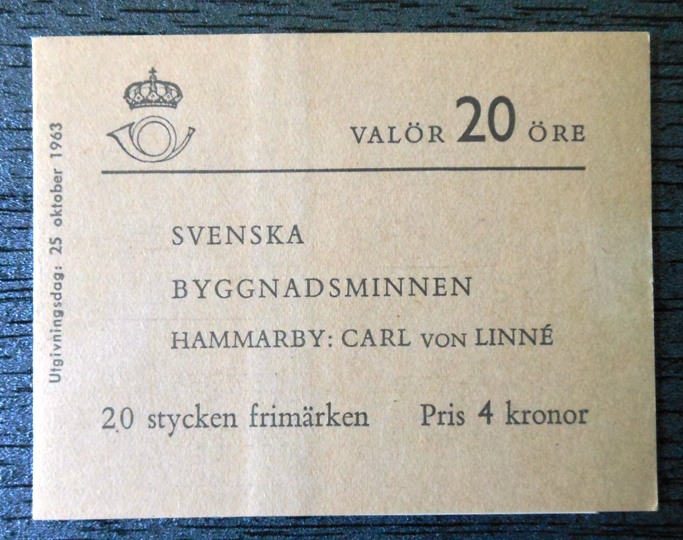 VALÖR 20 ÖRE
Utgivningsdag: 25 oktober 1963
SVENSKA
BYGGNADSMINNEN
HAMMARBY: CARL VON LINNÉ
20 stycken frimärken Pris 4 kronor